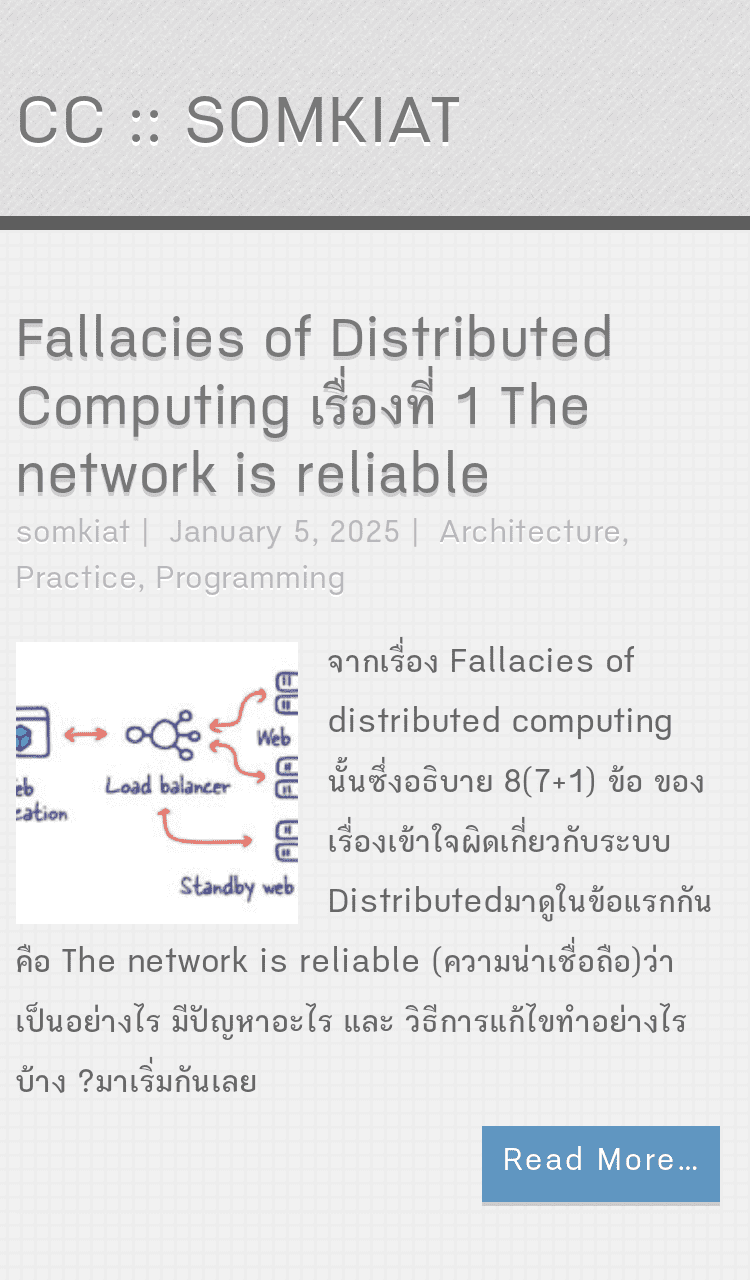 CC :: SOMKIAT
Fallacies of Distributed
Computing เรื่องที่ 1 The
network is reliable
somkiat | January 5, 2025 | Architecture,
Practice, Programming
Web
eb
cation
Load balancer
Standby web
จากเรื่อง Fallacies of
distributed computing
นั้นซึ่งอธิบาย 8(7+1) ข้อ ของ
เรื่องเข้าใจผิดเกี่ยวกับระบบ
Distributedมาดูในข้อแรกกัน
คือ The network is reliable (ความน่าเชื่อถือ)ว่า
เป็นอย่างไร มีปัญหาอะไร และ วิธีการแก้ไขทำอย่างไร
บ้าง ?มาเริ่มกันเลย
Read More…